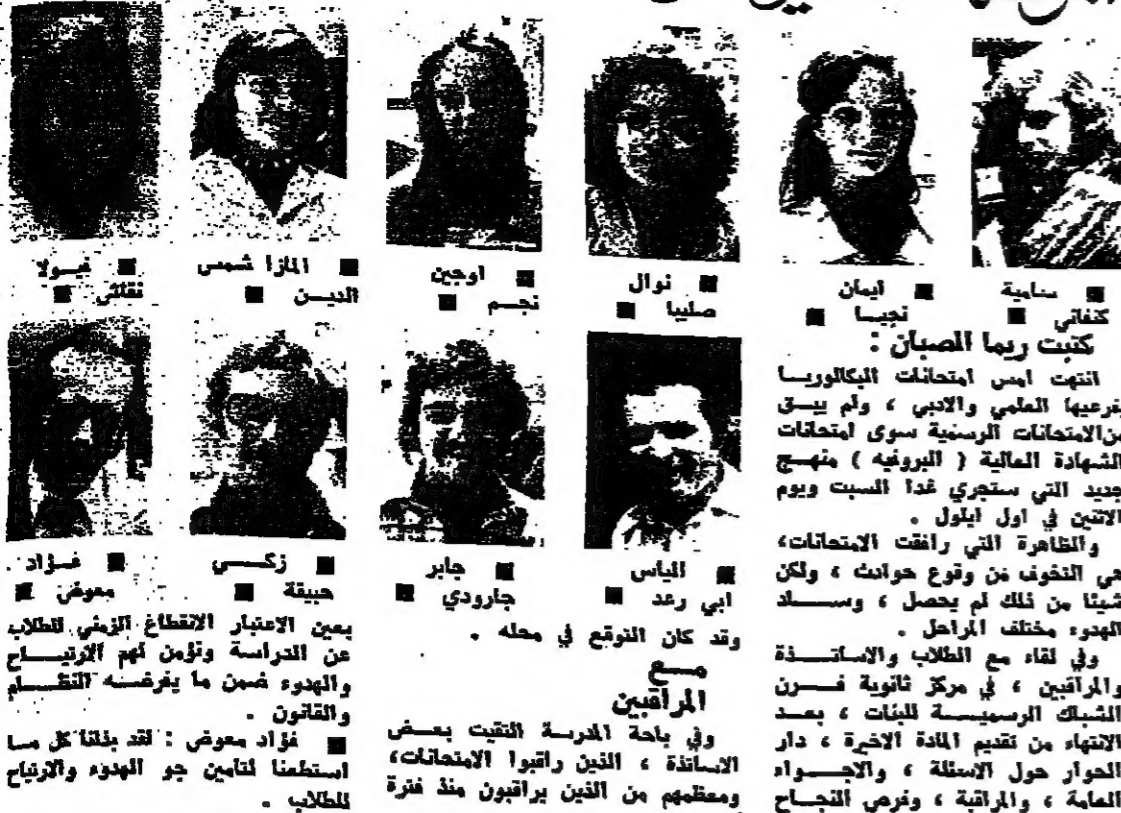 ■ سامية
كنفاني ■
■ ايمان
نجيما ■
■ نوال
صليبا ■
■ اوجين
نجم ■
■ المازا شمس
الدين ■
■ فيولا
نقلشي ■
■ الياس
ابي رعد ■
■ جابر
جارودي ■
■ زكي
حبيقة ■
■ فؤاد
معوض ■
كتبت ريما الصبان :
انتهت امس امتحانات البكالوريا
بفرعيها العلمي والادبي ، ولم يبق
من الامتحانات الرسمية سوى امتحانات
الشهادة العالية ( البروفيه ) منهج
جديد التي ستجري غدا السبت ويوم
الاثنين في اول ايلول .
والظاهرة التي رافقت الامتحانات،
هي التخوف من وقوع حوادث ، ولكن
شيئا من ذلك لم يحصل ، وساد
الهدوء مختلف المراحل .
وفي لقاء مع الطلاب والاساتذة
والمراقبين ، في مركز ثانوية فرن
الشباك الرسمية للبنات ، بعد
الانتهاء من تقديم المادة الاخيرة ، دار
الحوار حول الاسئلة ، والاجواء
العامة ، والمراقبة ، وفرص النجاح
وقد كان التوقع في محله .
مع
المراقبين
وفي باحة المدرسة التقيت بعض
الاساتذة ، الذين راقبوا الامتحانات،
ومعظمهم من الذين يراقبون منذ فترة
بعين الاعتبار الانقطاع الزمني للطلاب
عن الدراسة ونؤمن لهم الارتياح
والهدوء ضمن ما يفرضه النظام
والقانون .
■ فؤاد معوض : لقد بذلنا كل ما
استطعنا لتامين جو الهدوء والارتياح
للطلاب .